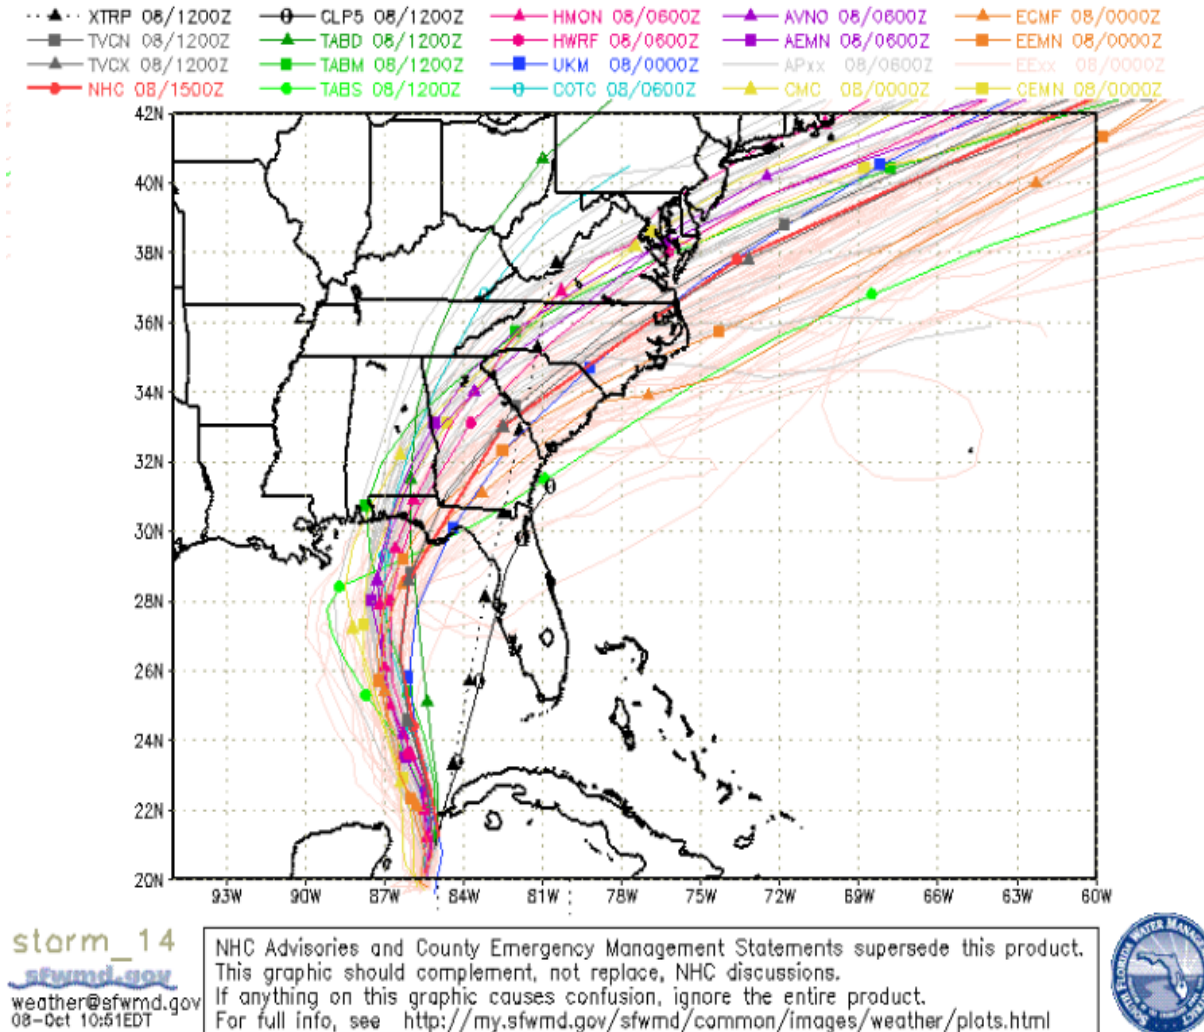 XTRP 08/1200Z CLP5 08/1200Z HMON 08/0600Z AVNO 08/0600Z ECMF 08/0000Z
TVCN 08/1200Z TABD 08/1200Z HWRF 08/0600Z AEMN 08/0600Z EEMN 08/0000Z
TVCX 08/1200Z TABM 08/1200Z UKM 08/0000Z APxx 08/0600Z EExx 08/0000Z
NHC 08/1500Z TABS 08/1200Z COTC 08/0600Z CMC 08/0000Z CEMN 08/0000Z
42N
40N
38N
36N
34N
32N
30N
28N
26N
24N
22N
20N
93W 90W 87W 84W 81W 78W 75W 72W 69W 66W 63W 60W
storm_14
sfwmd.gov
weather@sfwmd.gov
08-Oct 10:51EDT
NHC Advisories and County Emergency Management Statements supersede this product.
This graphic should complement, not replace, NHC discussions.
If anything on this graphic causes confusion, ignore the entire product.
For full info, see http://my.sfwmd.gov/sfwmd/common/images/weather/plots.html